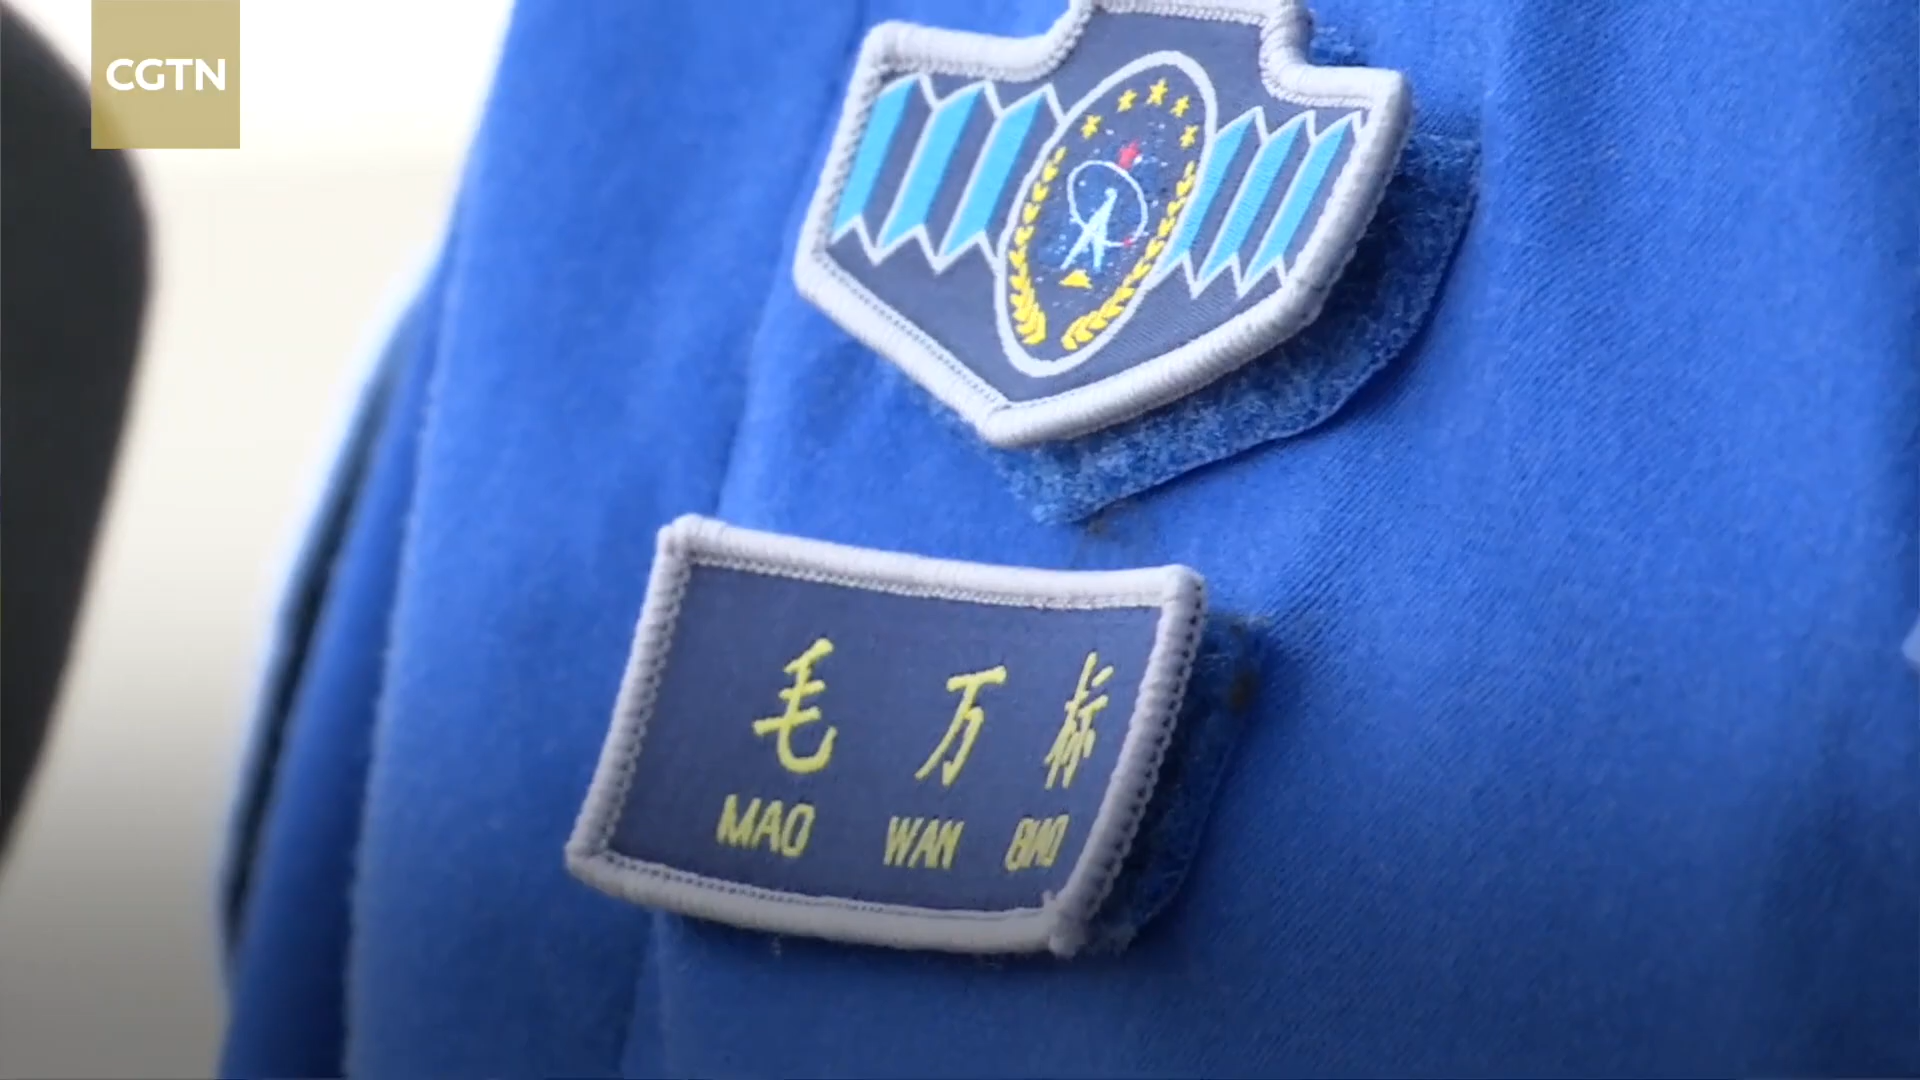 CGTN
毛 万 标
MAO WAN BIAO